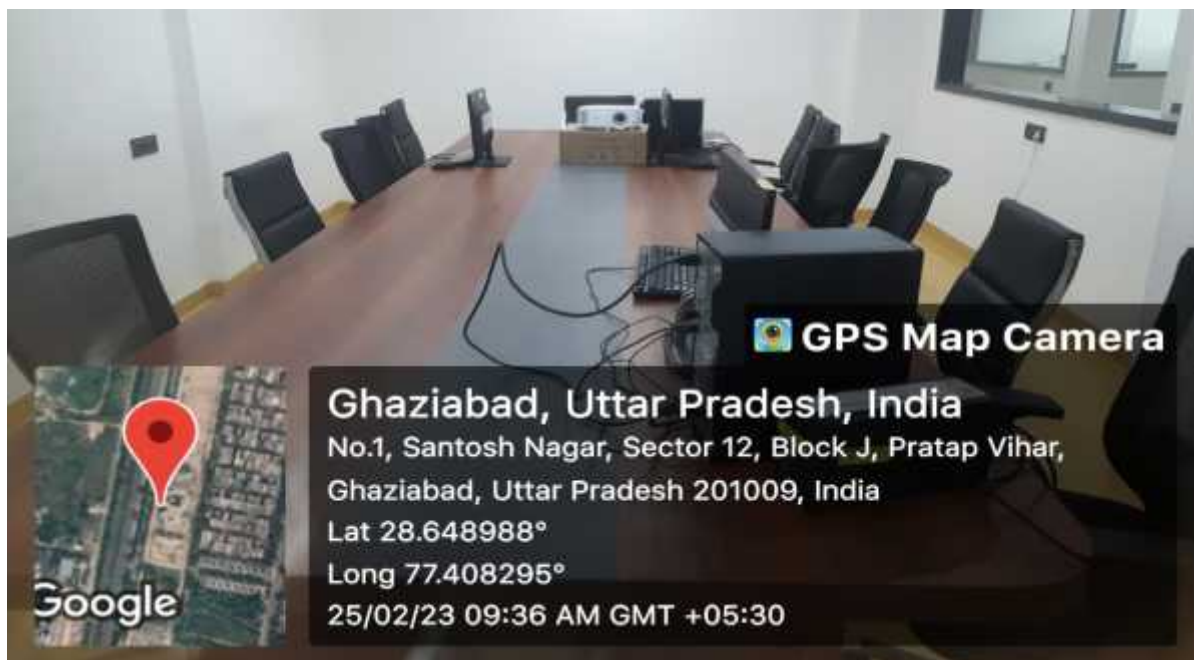 GPS Map Camera
Ghaziabad, Uttar Pradesh, India
No.1, Santosh Nagar, Sector 12, Block J, Pratap Vihar,
Ghaziabad, Uttar Pradesh 201009, India
Lat 28.648988°
Long 77.408295°
25/02/23 09:36 AM GMT +05:30
Google